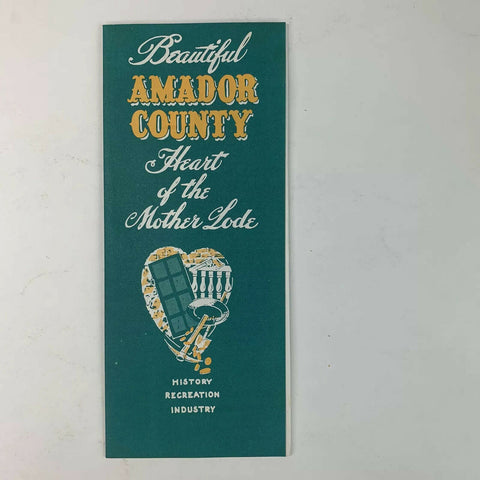 Beautiful
AMADOR
COUNTY
Heart
of the
Mother Lode
HISTORY
RECREATION
INDUSTRY